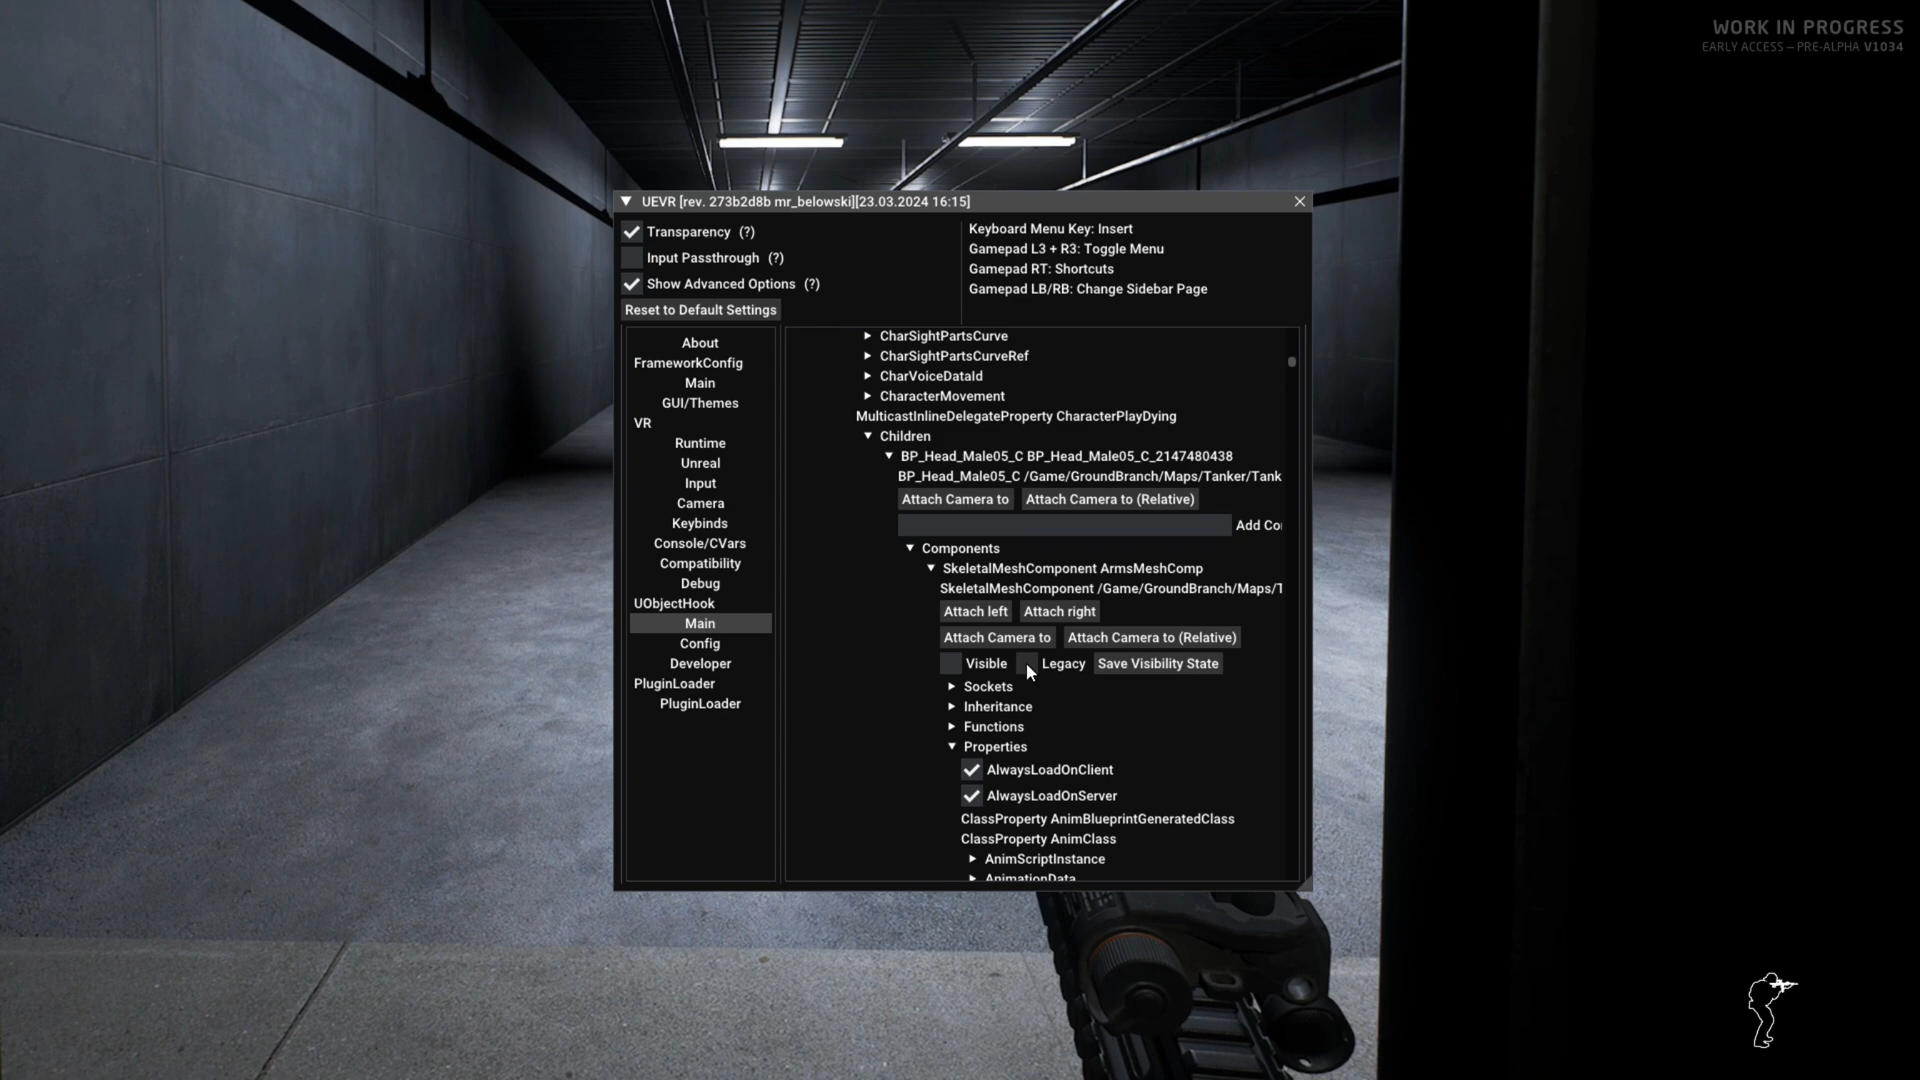 WORK IN PROGRESS
EARLY ACCESS – PRE-ALPHA V1034
UEVR [rev. 273b2d8b mr_belowski][23.03.2024 16:15]
Transparency (?)
Input Passthrough (?)
Show Advanced Options (?)
Reset to Default Settings
Keyboard Menu Key: Insert
Gamepad L3 + R3: Toggle Menu
Gamepad RT: Shortcuts
Gamepad LB/RB: Change Sidebar Page
About
FrameworkConfig
Main
GUI/Themes
VR
Runtime
Unreal
Input
Camera
Keybinds
Console/CVars
Compatibility
Debug
UObjectHook
Main
Config
Developer
PluginLoader
PluginLoader
CharSightPartsCurve
CharSightPartsCurveRef
CharVoiceDataId
CharacterMovement
MulticastInlineDelegateProperty CharacterPlayDying
Children
BP_Head_Male05_C BP_Head_Male05_C_2147480438
BP_Head_Male05_C /Game/GroundBranch/Maps/Tanker/Tank
Attach Camera to Attach Camera to (Relative)
Add Co
Components
SkeletalMeshComponent ArmsMeshComp
SkeletalMeshComponent /Game/GroundBranch/Maps/T
Attach left Attach right
Attach Camera to Attach Camera to (Relative)
Visible Legacy Save Visibility State
Sockets
Inheritance
Functions
Properties
AlwaysLoadOnClient
AlwaysLoadOnServer
ClassProperty AnimBlueprintGeneratedClass
ClassProperty AnimClass
AnimScriptInstance
AnimationData